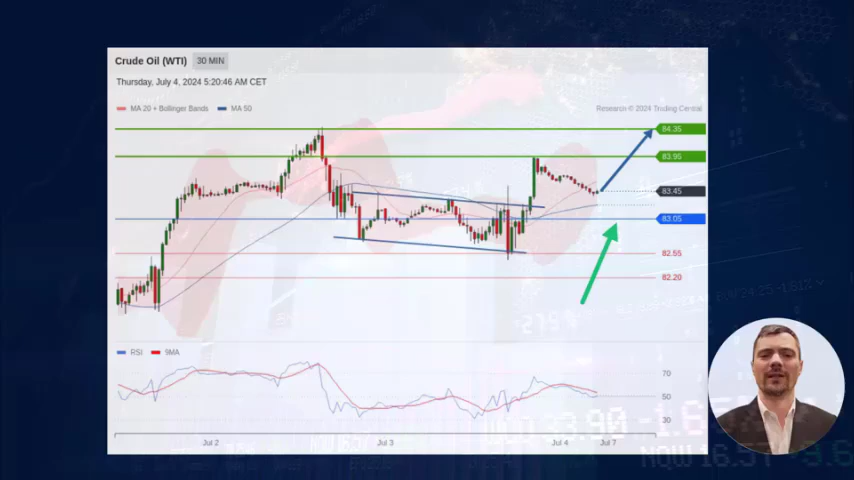 Crude Oil (WTI) 30 MIN
Thursday, July 4, 2024 5:20:46 AM CET
MA 20 + Bollinger Bands MA 50 Research © 2024 Trading Central
84.35
83.95
83.45
83.05
82.55
82.20
RSI 9MA
70
50
30
Jul 2 Jul 3 Jul 4 Jul 7